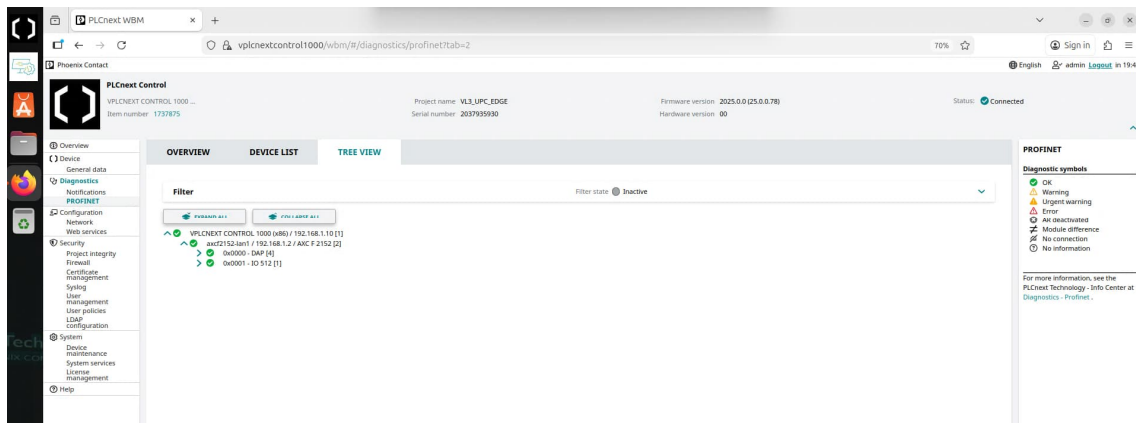 PLCnext WBM
vplcnextcontrol1000/wbm/#/diagnostics/profinet?tab=2
70%
Sign in
Phoenix Contact
English
admin Logout in 19:4
PLCnext Control
VPLCNEXT CONTROL 1000 ...
Item number 1737875
Project name VL3_UPC_EDGE
Serial number 2037935930
Firmware version 2025.0.0 (25.0.0.78)
Hardware version 00
Status: Connected
Overview
Device
General data
Diagnostics
Notifications
PROFINET
Configuration
Network
Web services
Security
Project integrity
Firewall
Certificate
management
Syslog
User
management
User policies
LDAP
configuration
System
Device
maintenance
System services
License
management
Help
OVERVIEW DEVICE LIST TREE VIEW
Filter
Filter state Inactive
EXPAND ALL COLLAPSE ALL
VPLCNEXT CONTROL 1000 (x86) / 192.168.1.10 [1]
axcf2152-lan1 / 192.168.1.2 / AXC F 2152 [2]
0x0000 - DAP [4]
0x0001 - IO 512 [1]
PROFINET
Diagnostic symbols
OK
Warning
Urgent warning
Error
AR deactivated
Module difference
No connection
No information
For more information, see the
PLCnext Technology - Info Center at
Diagnostics - Profinet .